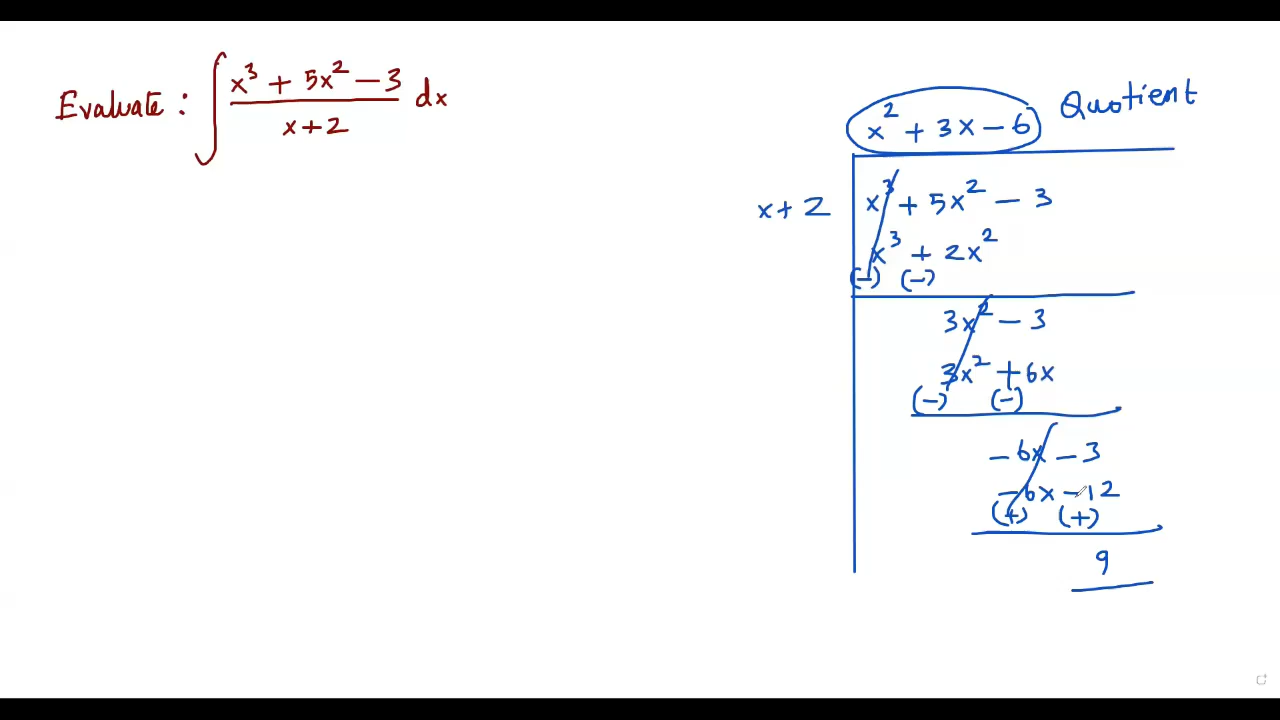 Evaluate : ∫ (x³ + 5x² − 3)/(x + 2) dx
x² + 3x − 6 Quotient
x + 2 x³ + 5x² − 3
x³ + 2x²
(−) (−)
3x² − 3
3x² + 6x
(−) (−)
−6x − 3
−6x − 12
(+) (+)
9